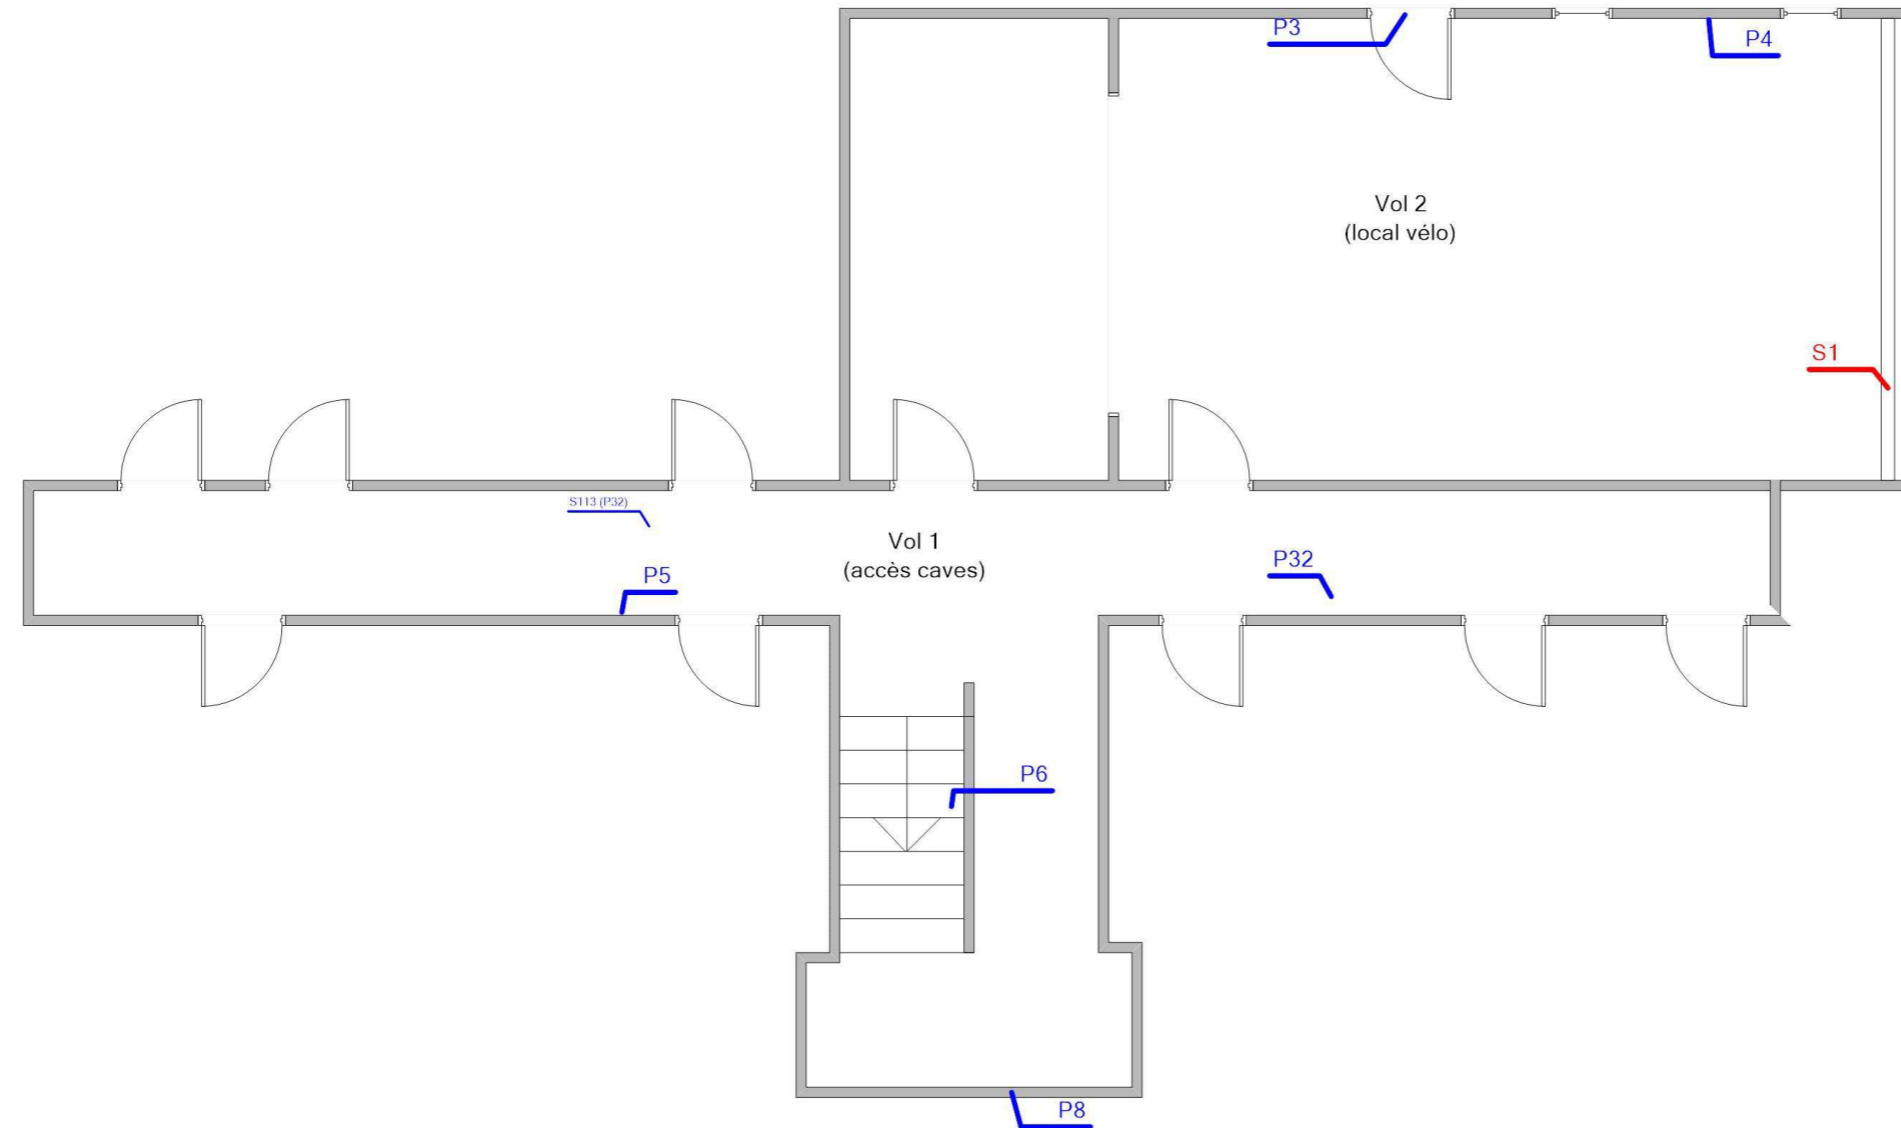 P3
P4
Vol 2
(local vélo)
S1
S113 (P32)
Vol 1
(accès caves)
P5
P32
P6
P8